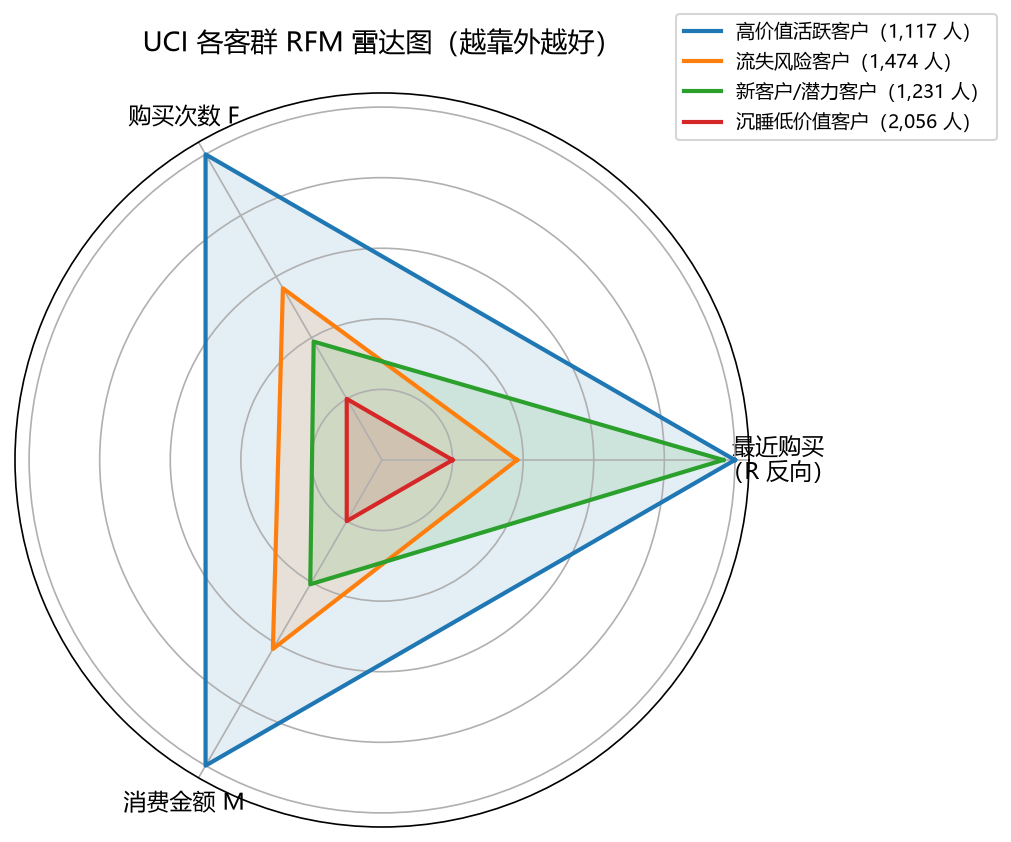 UCI 各客群 RFM 雷达图（越靠外越好）
高价值活跃客户（1,117 人）
流失风险客户（1,474 人）
新客户/潜力客户（1,231 人）
沉睡低价值客户（2,056 人）
购买次数 F
最近购买
（R 反向）
消费金额 M